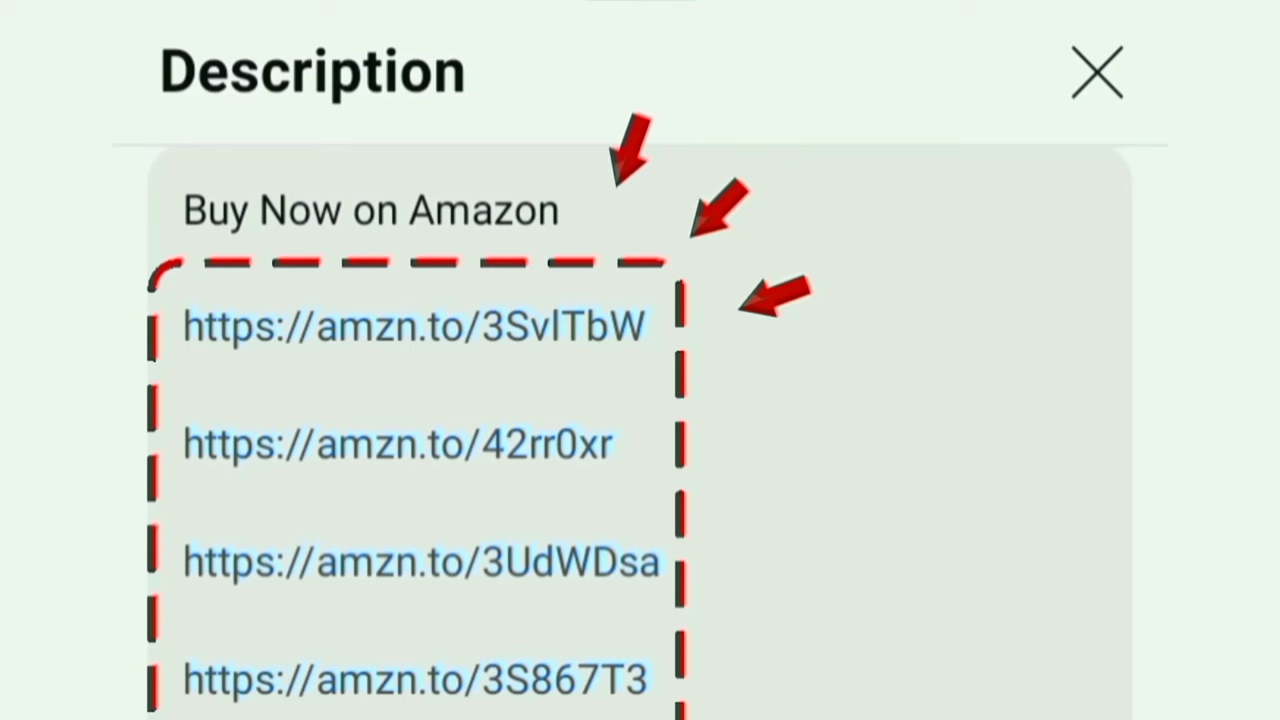 Description
Buy Now on Amazon
https://amzn.to/3SvlTbW
https://amzn.to/42rr0xr
https://amzn.to/3UdWDsa
https://amzn.to/3S867T3